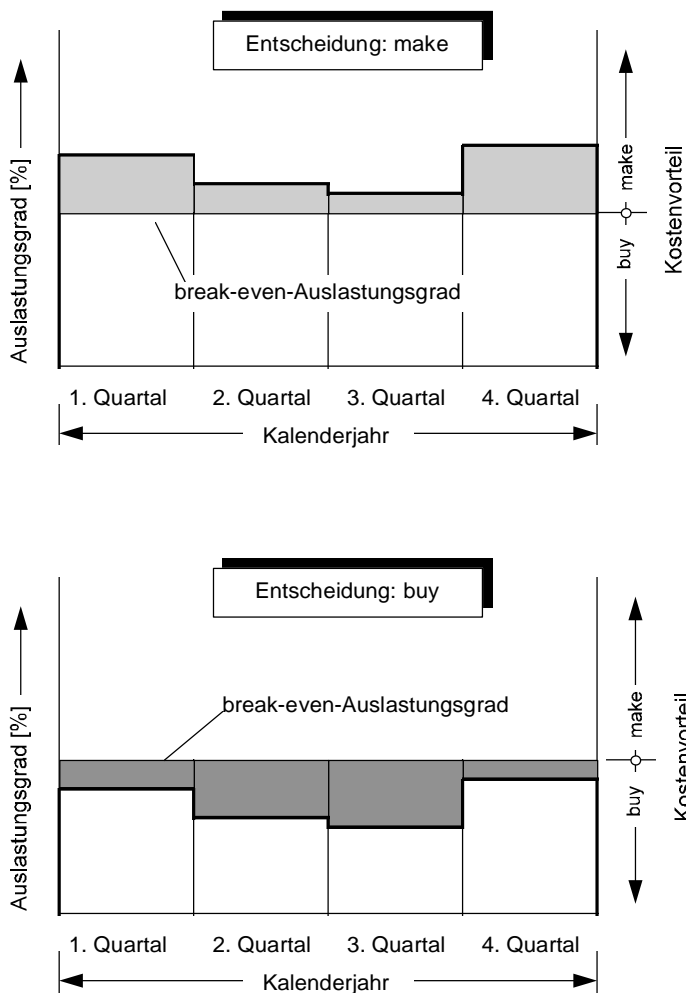 Entscheidung: make
Auslastungsgrad [%]
make
buy
Kostenvorteil
break-even-Auslastungsgrad
1. Quartal 2. Quartal 3. Quartal 4. Quartal
Kalenderjahr
Entscheidung: buy
Auslastungsgrad [%]
break-even-Auslastungsgrad
make
buy
Kostenvorteil
1. Quartal 2. Quartal 3. Quartal 4. Quartal
Kalenderjahr